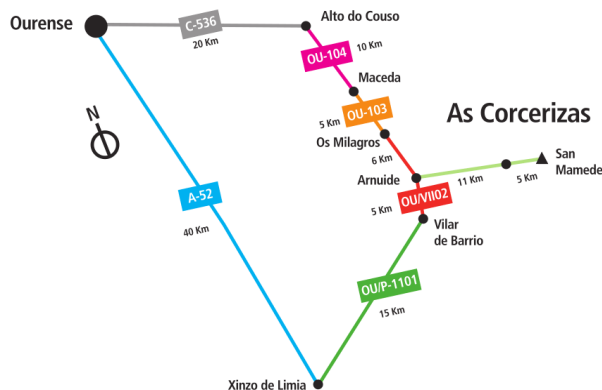 Ourense
C-536
20 Km
Alto do Couso
OU-104
10 Km
Maceda
5 Km
OU-103
Os Milagros
As Corcerizas
N
6 Km
San
Mamede
Arnuide
11 Km
5 Km
OU/VII02
5 Km
A-52
40 Km
Vilar
de Barrio
OU/P-1101
15 Km
Xinzo de Limia